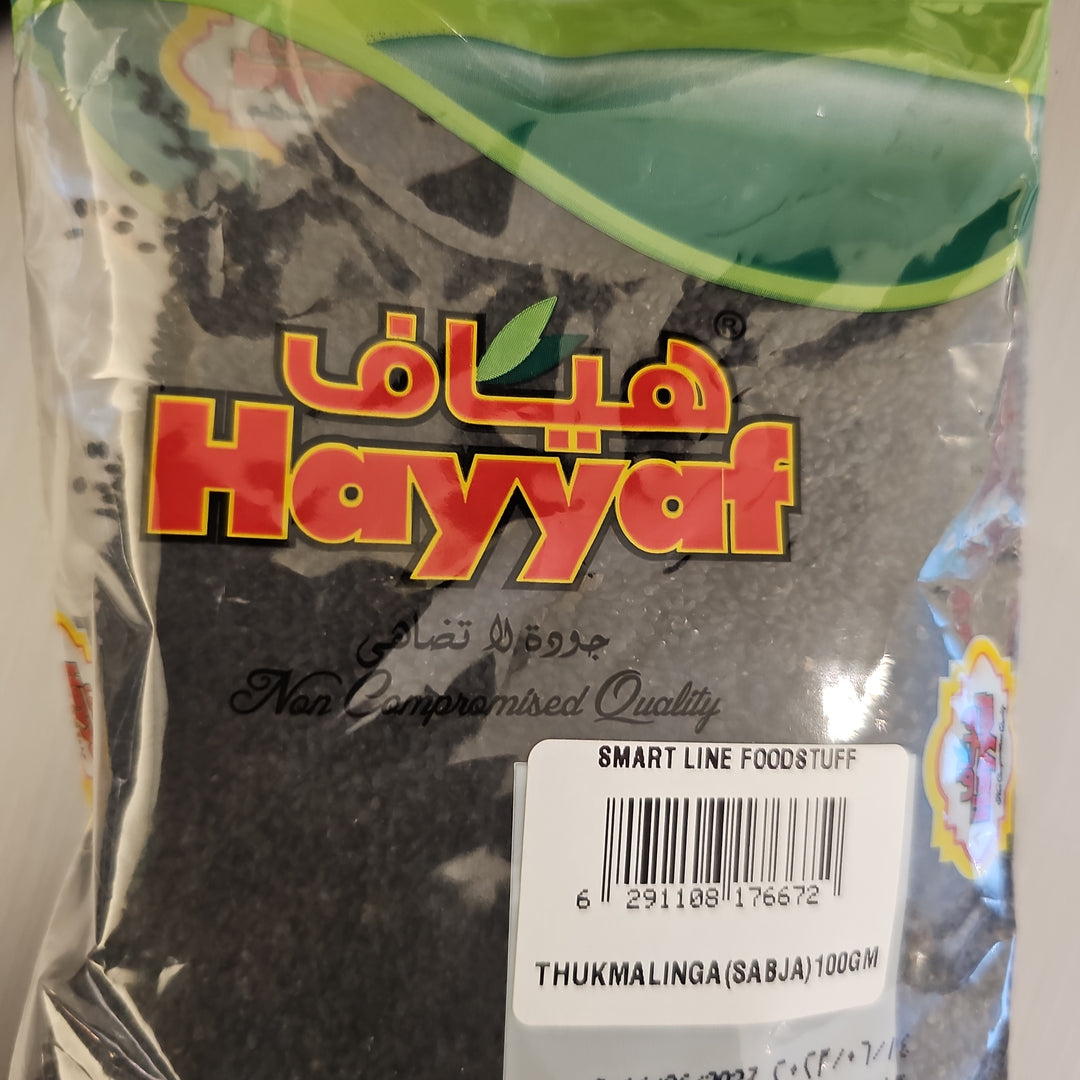 هياف
®
Hayyaf
جودة لا تضاهى
Non Compromised Quality
SMART LINE FOODSTUFF
6 291108 176672
THUKMALINGA(SABJA)100GM